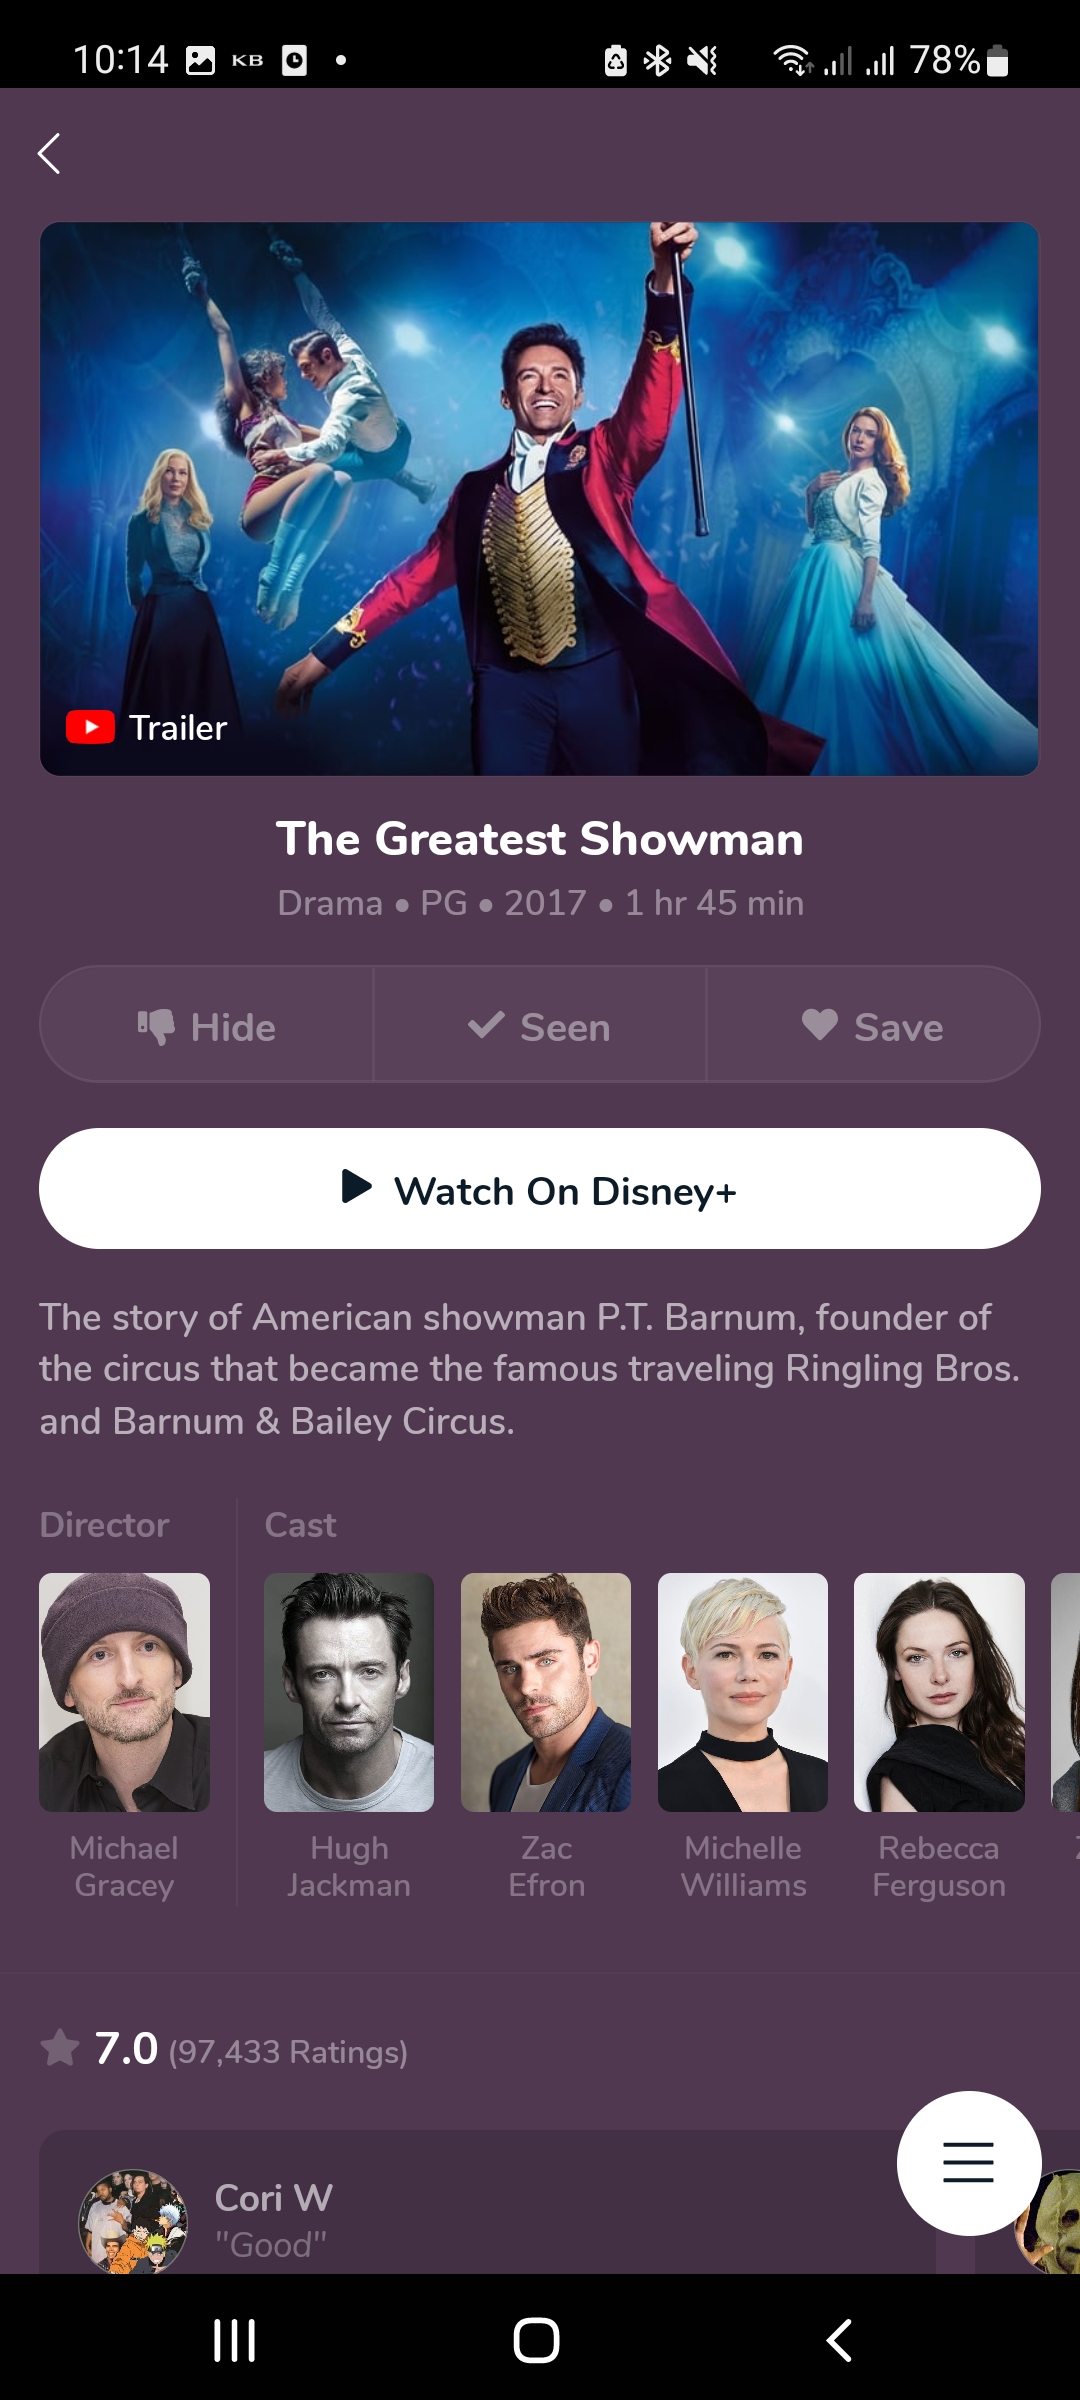 10:14 KB 78%
Trailer
The Greatest Showman
Drama • PG • 2017 • 1 hr 45 min
Hide Seen Save
Watch On Disney+
The story of American showman P.T. Barnum, founder of
the circus that became the famous traveling Ringling Bros.
and Barnum & Bailey Circus.
Director Cast
Michael
Gracey
Hugh
Jackman
Zac
Efron
Michelle
Williams
Rebecca
Ferguson
7.0 (97,433 Ratings)
Cori W
"Good"